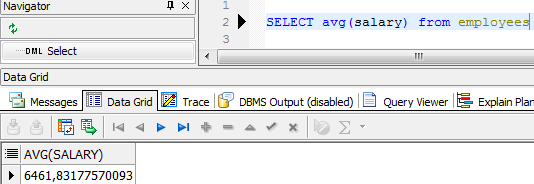 Navigator
1
2 SELECT avg(salary) from employees
3
DML Select
Data Grid
Messages Data Grid Trace DBMS Output (disabled) Query Viewer Explain Plan
AVG(SALARY)
6461,83177570093